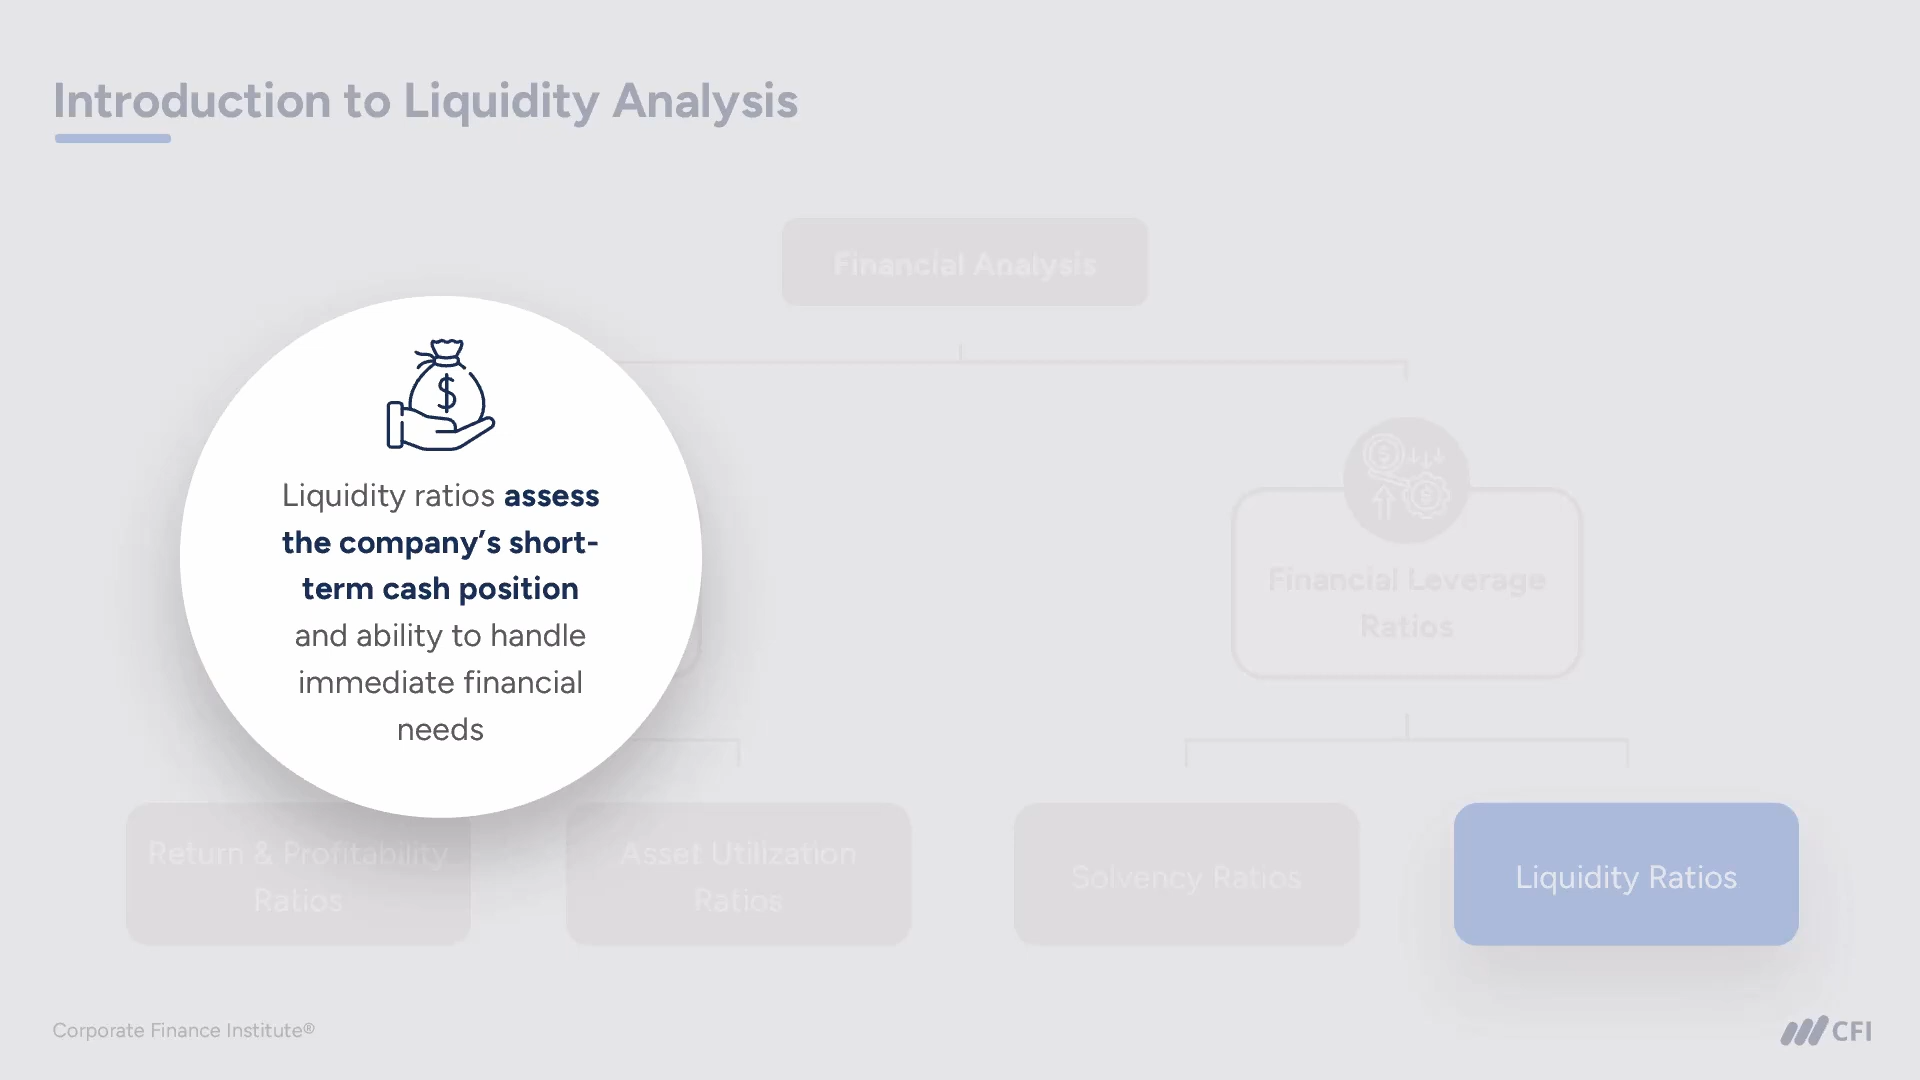 Introduction to Liquidity Analysis
Financial Analysis
Liquidity ratios assess
the company’s short-
term cash position
and ability to handle
immediate financial
needs
Financial Leverage
Ratios
Return & Profitability
Ratios
Asset Utilization
Ratios
Solvency Ratios
Liquidity Ratios
Corporate Finance Institute®
CFI